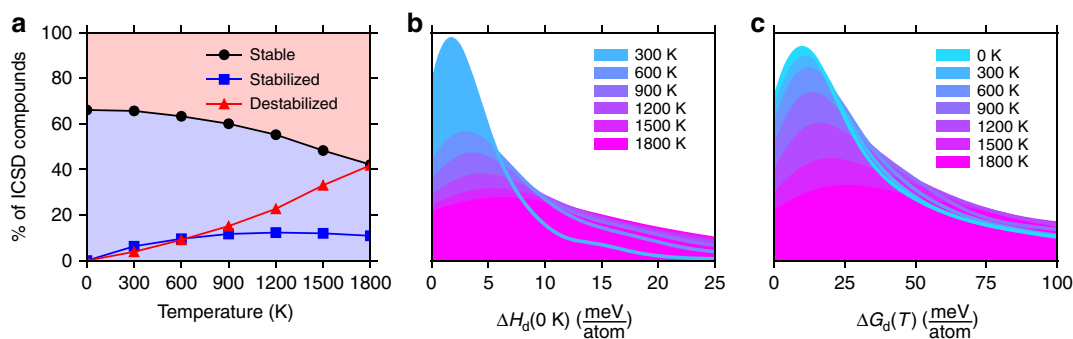 a
100
80
60
40
20
0
% of ICSD compounds
Stable
Stabilized
Destabilized
0 300 600 900 1200 1500 1800
Temperature (K)
b
300 K
600 K
900 K
1200 K
1500 K
1800 K
0 5 10 15 20 25
ΔH_d(0 K) (meV/atom)
c
0 K
300 K
600 K
900 K
1200 K
1500 K
1800 K
0 25 50 75 100
ΔG_d(T) (meV/atom)